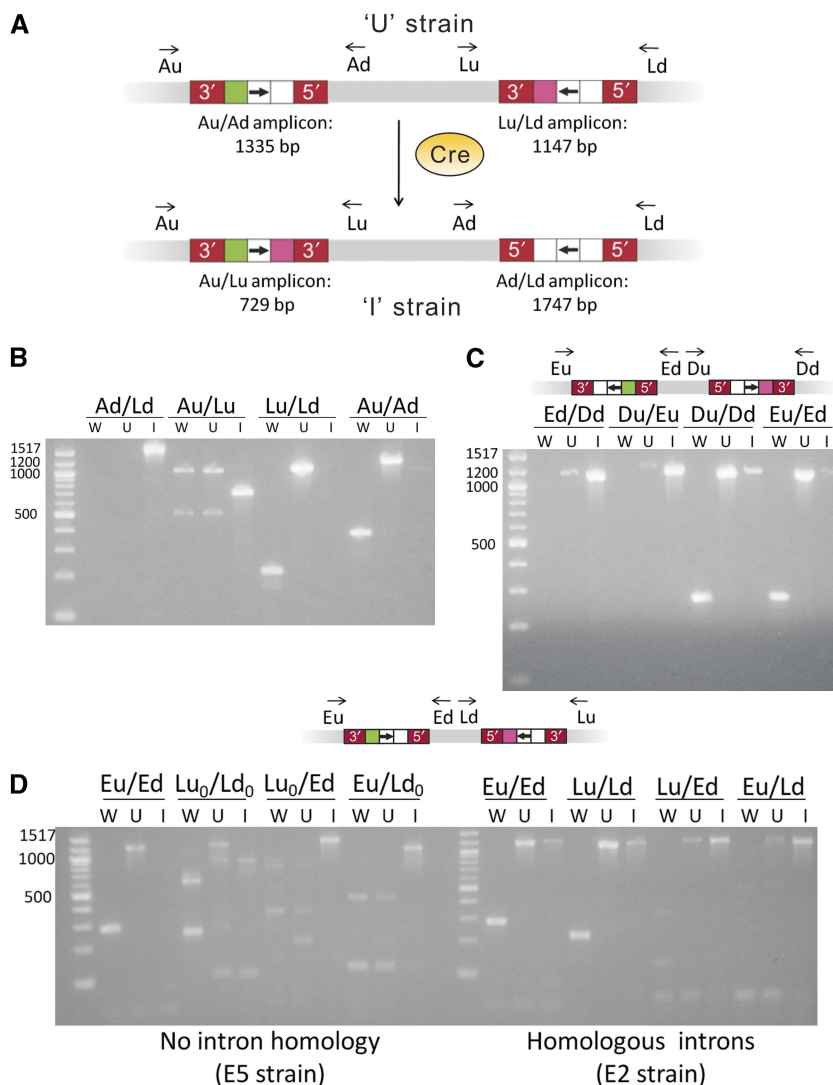 A
'U' strain
Au Ad Lu Ld
3′ 5′ 3′ 5′
Au/Ad amplicon:
1335 bp
Lu/Ld amplicon:
1147 bp
Cre
Au Lu Ad Ld
3′ 3′ 5′ 5′
Au/Lu amplicon:
729 bp
'I' strain
Ad/Ld amplicon:
1747 bp
B
Ad/Ld Au/Lu Lu/Ld Au/Ad
W U I W U I W U I W U I
1517
1200
1000
500
C
Eu Ed Du Dd
3′ 5′ 5′ 3′
Ed/Dd Du/Eu Du/Dd Eu/Ed
W U I W U I W U I W U I
1517
1200
1000
500
Eu Ed Ld Lu
3′ 5′ 5′ 3′
D
Eu/Ed Lu₀/Ld₀ Lu₀/Ed Eu/Ld₀ Eu/Ed Lu/Ld Lu/Ed Eu/Ld
W U I W U I W U I W U I W U I W U I W U I W U I
1517
1000
500
No intron homology
(E5 strain)
Homologous introns
(E2 strain)